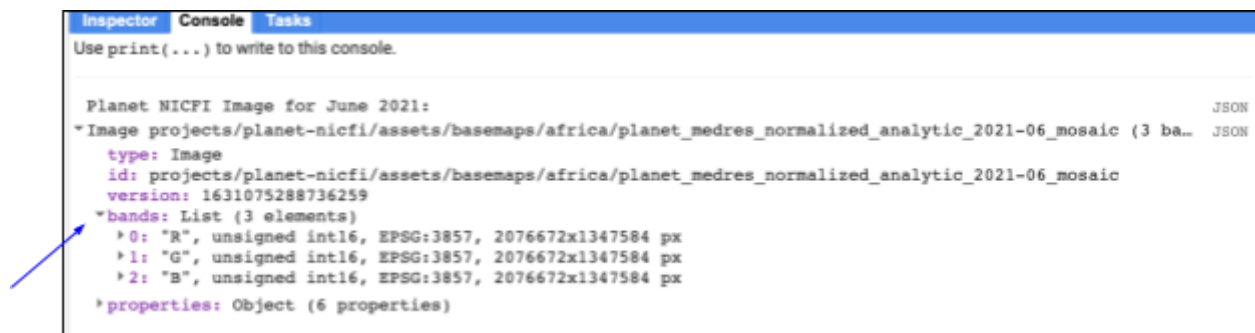 Inspector Console Tasks
Use print(...) to write to this console.
Planet NICFI Image for June 2021: JSON
Image projects/planet-nicfi/assets/basemaps/africa/planet_medres_normalized_analytic_2021-06_mosaic (3 ba… JSON
type: Image
id: projects/planet-nicfi/assets/basemaps/africa/planet_medres_normalized_analytic_2021-06_mosaic
version: 1631075288736259
bands: List (3 elements)
0: "R", unsigned int16, EPSG:3857, 2076672x1347584 px
1: "G", unsigned int16, EPSG:3857, 2076672x1347584 px
2: "B", unsigned int16, EPSG:3857, 2076672x1347584 px
properties: Object (6 properties)